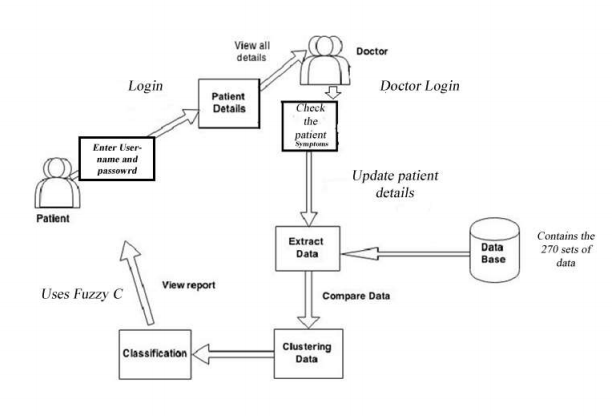 View all
details
Doctor
Login
Doctor Login
Patient
Details
Check
the
patient
Symptoms
Enter User-
name and
passowrd
Update patient
details
Patient
Extract
Data
Data
Base
Contains the
270 sets of
data
Uses Fuzzy C
View report
Compare Data
Classification
Clustering
Data